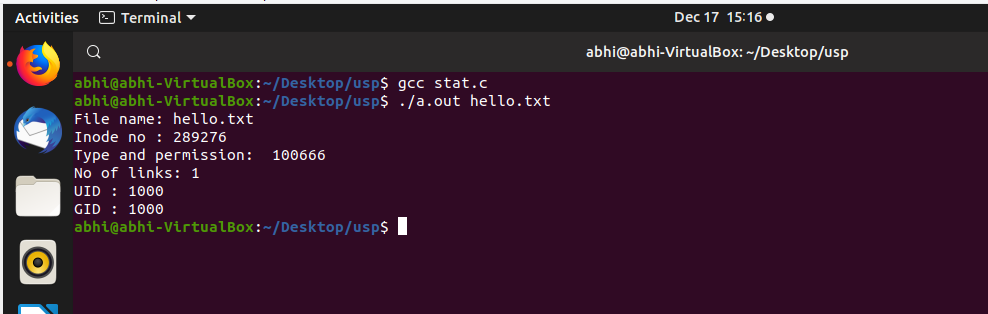 Activities Terminal Dec 17 15:16
abhi@abhi-VirtualBox: ~/Desktop/usp
abhi@abhi-VirtualBox:~/Desktop/usp$ gcc stat.c
abhi@abhi-VirtualBox:~/Desktop/usp$ ./a.out hello.txt
File name: hello.txt
Inode no : 289276
Type and permission:  100666
No of links: 1
UID : 1000
GID : 1000
abhi@abhi-VirtualBox:~/Desktop/usp$